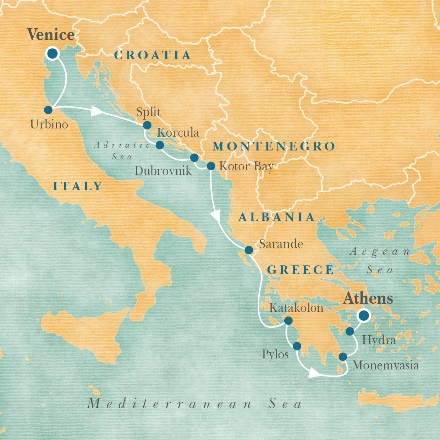 Venice
CROATIA
Urbino
Split
Korcula
Adriatic
Sea
MONTENEGRO
Dubrovnik
Kotor Bay
ITALY
ALBANIA
Sarande
Aegean
Sea
GREECE
Katakolon
Athens
Hydra
Pylos
Monemvasia
Mediterranean Sea